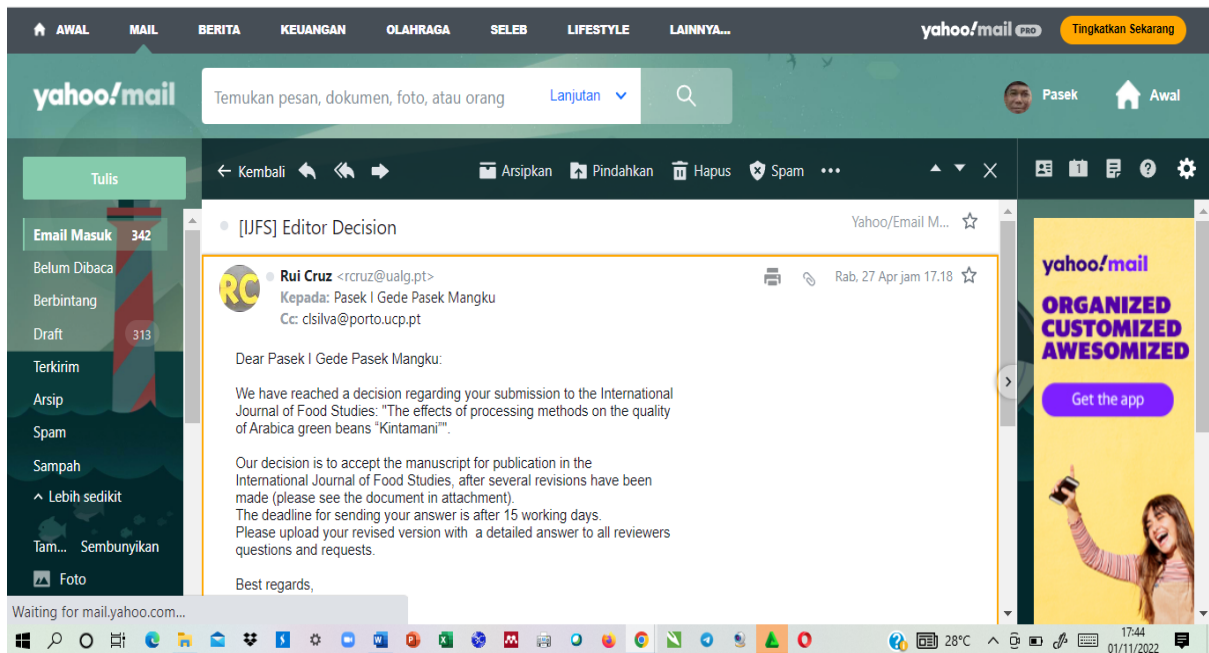 AWAL MAIL BERITA KEUANGAN OLAHRAGA SELEB LIFESTYLE LAINNYA... yahoo!mail PRO Tingkatkan Sekarang
yahoo!mail Temukan pesan, dokumen, foto, atau orang Lanjutan Pasek Awal
Tulis
Kembali Arsipkan Pindahkan Hapus Spam
Email Masuk 342
Belum Dibaca
Berbintang
Draft 313
Terkirim
Arsip
Spam
Sampah
Lebih sedikit
Tam... Sembunyikan
Foto
[IJFS] Editor Decision Yahoo/Email M...
RC
Rui Cruz <rcruz@ualg.pt> Rab, 27 Apr jam 17.18
Kepada: Pasek I Gede Pasek Mangku
Cc: clsilva@porto.ucp.pt
Dear Pasek I Gede Pasek Mangku:
We have reached a decision regarding your submission to the International
Journal of Food Studies: "The effects of processing methods on the quality
of Arabica green beans “Kintamani”".
Our decision is to accept the manuscript for publication in the
International Journal of Food Studies, after several revisions have been
made (please see the document in attachment).
The deadline for sending your answer is after 15 working days.
Please upload your revised version with a detailed answer to all reviewers
questions and requests.
Best regards,
yahoo!mail
ORGANIZED
CUSTOMIZED
AWESOMIZED
Get the app
Waiting for mail.yahoo.com...
28°C 17:44
01/11/2022